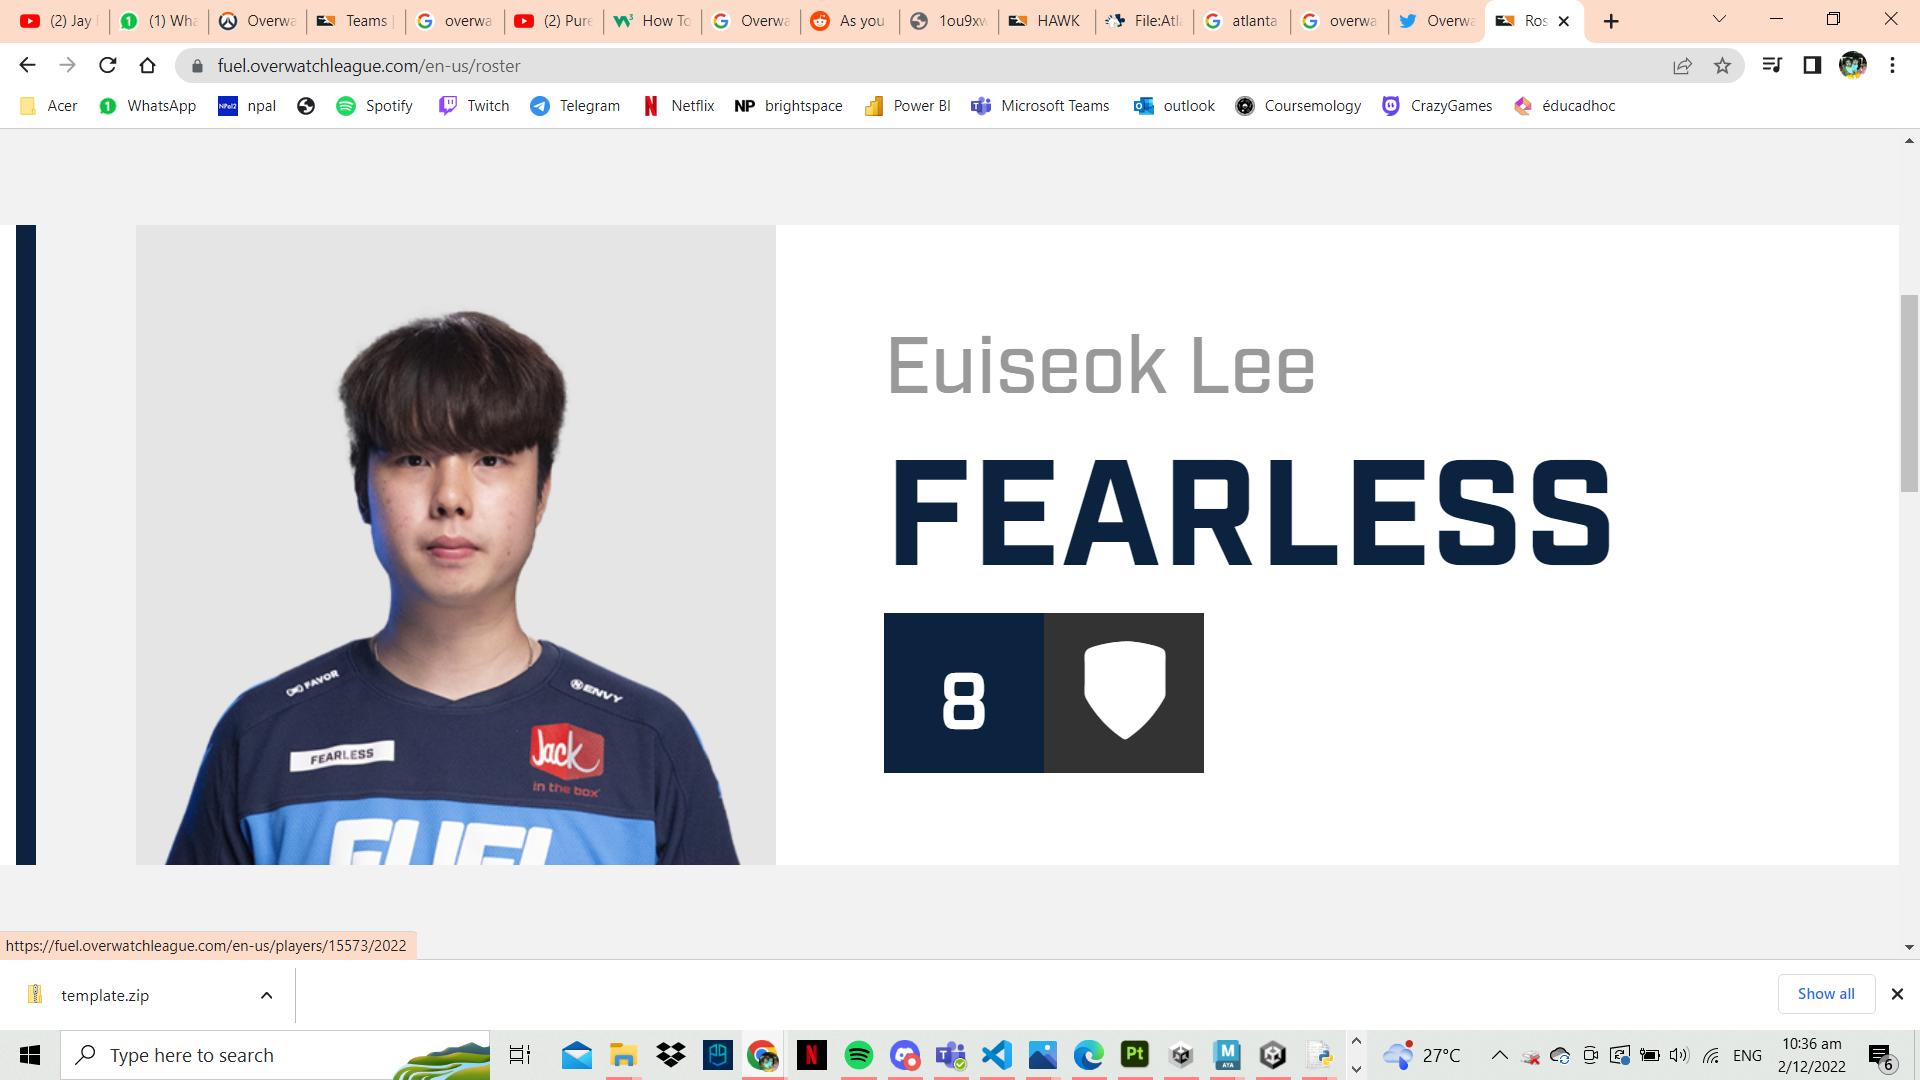 (2) Jay
(1) Wha
Overwa
Teams
overwa
(2) Pure
How To
Overwa
As you
1ou9xw
HAWK
File:Atl
atlanta
overwa
Overwa
Ros
fuel.overwatchleague.com/en-us/roster
Acer
WhatsApp
npal
Spotify
Twitch
Telegram
Netflix
NP brightspace
Power BI
Microsoft Teams
outlook
Coursemology
CrazyGames
éducadhoc
Euiseok Lee
FEARLESS
8
FAVOR
ENVY
FEARLESS
Jack
in the box
FUEL
https://fuel.overwatchleague.com/en-us/players/15573/2022
template.zip
Show all
Type here to search
27°C
ENG
10:36 am
2/12/2022
6